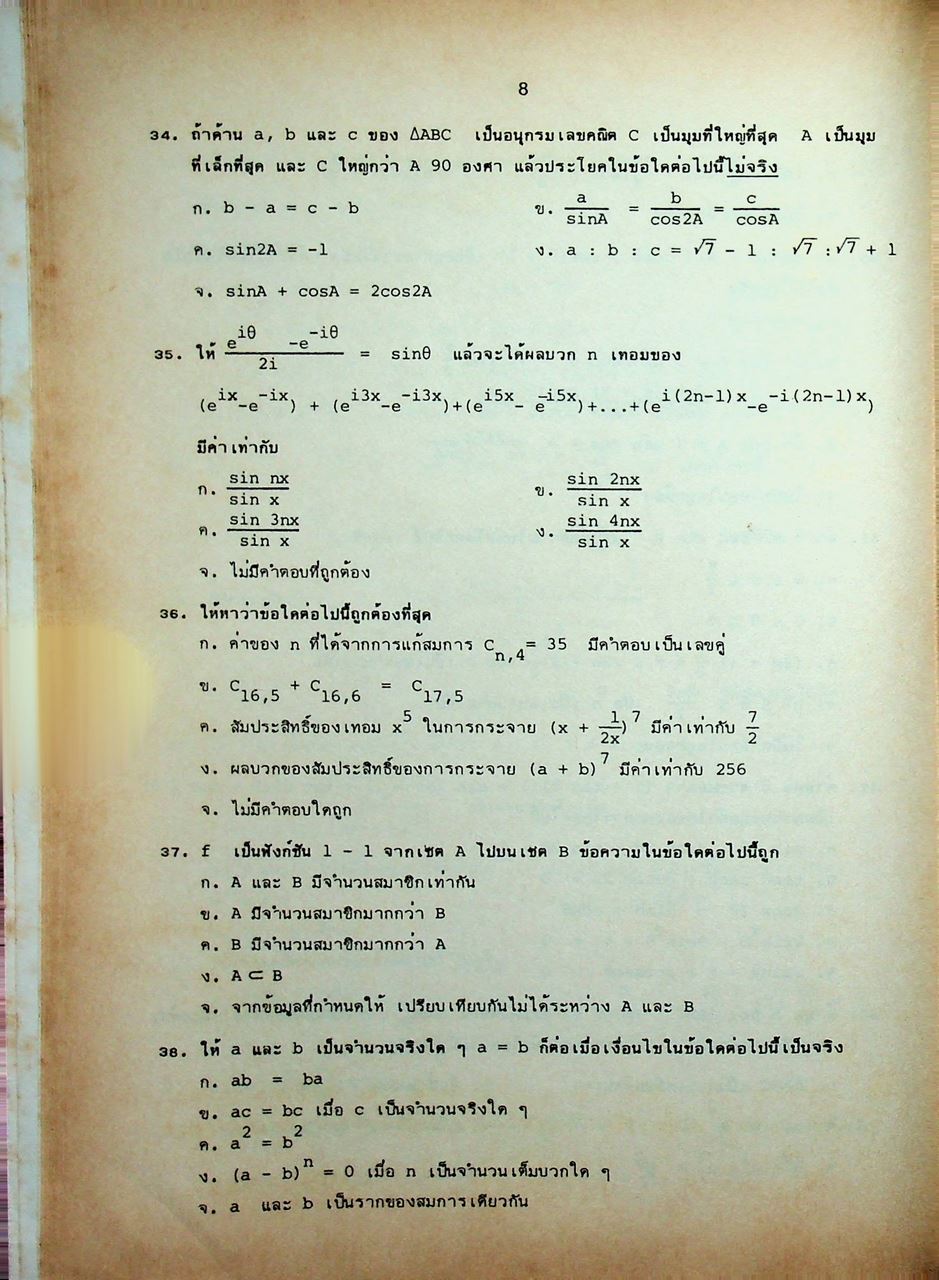 8
34. ถ้าด้าน a, b และ c ของ ΔABC เป็นอนุกรมเลขคณิต C เป็นมุมที่ใหญ่ที่สุด A เป็นมุม
ที่เล็กที่สุด และ C ใหญ่กว่า A 90 องศา แล้วประโยคในข้อใดต่อไปนี้ไม่จริง
ก. b - a = c - b ข. a/sinA = b/cos2A = c/cosA
ค. sin2A = -1 ง. a : b : c = √7 - 1 : √7 : √7 + 1
จ. sinA + cosA = 2cos2A
35. ให้ (e^iθ - e^-iθ)/2i = sinθ แล้วจะได้ผลบวก n เทอมของ
(e^ix - e^-ix) + (e^i3x - e^-i3x) + (e^i5x - e^-i5x) + ... + (e^i(2n-1)x - e^-i(2n-1)x)
มีค่าเท่ากับ
ก. sin nx / sin x ข. sin 2nx / sin x
ค. sin 3nx / sin x ง. sin 4nx / sin x
จ. ไม่มีคำตอบที่ถูกต้อง
36. ให้หาว่าข้อใดต่อไปนี้ถูกต้องที่สุด
ก. ค่าของ n ที่ได้จากการแก้สมการ C_n,4 = 35 มีคำตอบเป็นเลขคู่
ข. C_16,5 + C_16,6 = C_17,5
ค. สัมประสิทธิ์ของเทอม x^5 ในการกระจาย (x + 1/2x)^7 มีค่าเท่ากับ 7/2
ง. ผลบวกของสัมประสิทธิ์ของการกระจาย (a + b)^7 มีค่าเท่ากับ 256
จ. ไม่มีคำตอบใดถูก
37. f เป็นฟังก์ชัน 1 - 1 จากเซต A ไปบนเซต B ข้อความในข้อใดต่อไปนี้ถูก
ก. A และ B มีจำนวนสมาชิกเท่ากัน
ข. A มีจำนวนสมาชิกมากกว่า B
ค. B มีจำนวนสมาชิกมากกว่า A
ง. A ⊂ B
จ. จากข้อมูลที่กำหนดให้ เปรียบเทียบกันไม่ได้ระหว่าง A และ B
38. ให้ a และ b เป็นจำนวนจริงใด ๆ a = b ก็ต่อเมื่อเงื่อนไขในข้อใดต่อไปนี้เป็นจริง
ก. ab = ba
ข. ac = bc เมื่อ c เป็นจำนวนจริงใด ๆ
ค. a^2 = b^2
ง. (a - b)^n = 0 เมื่อ n เป็นจำนวนเต็มบวกใด ๆ
จ. a และ b เป็นรากของสมการเดียวกัน